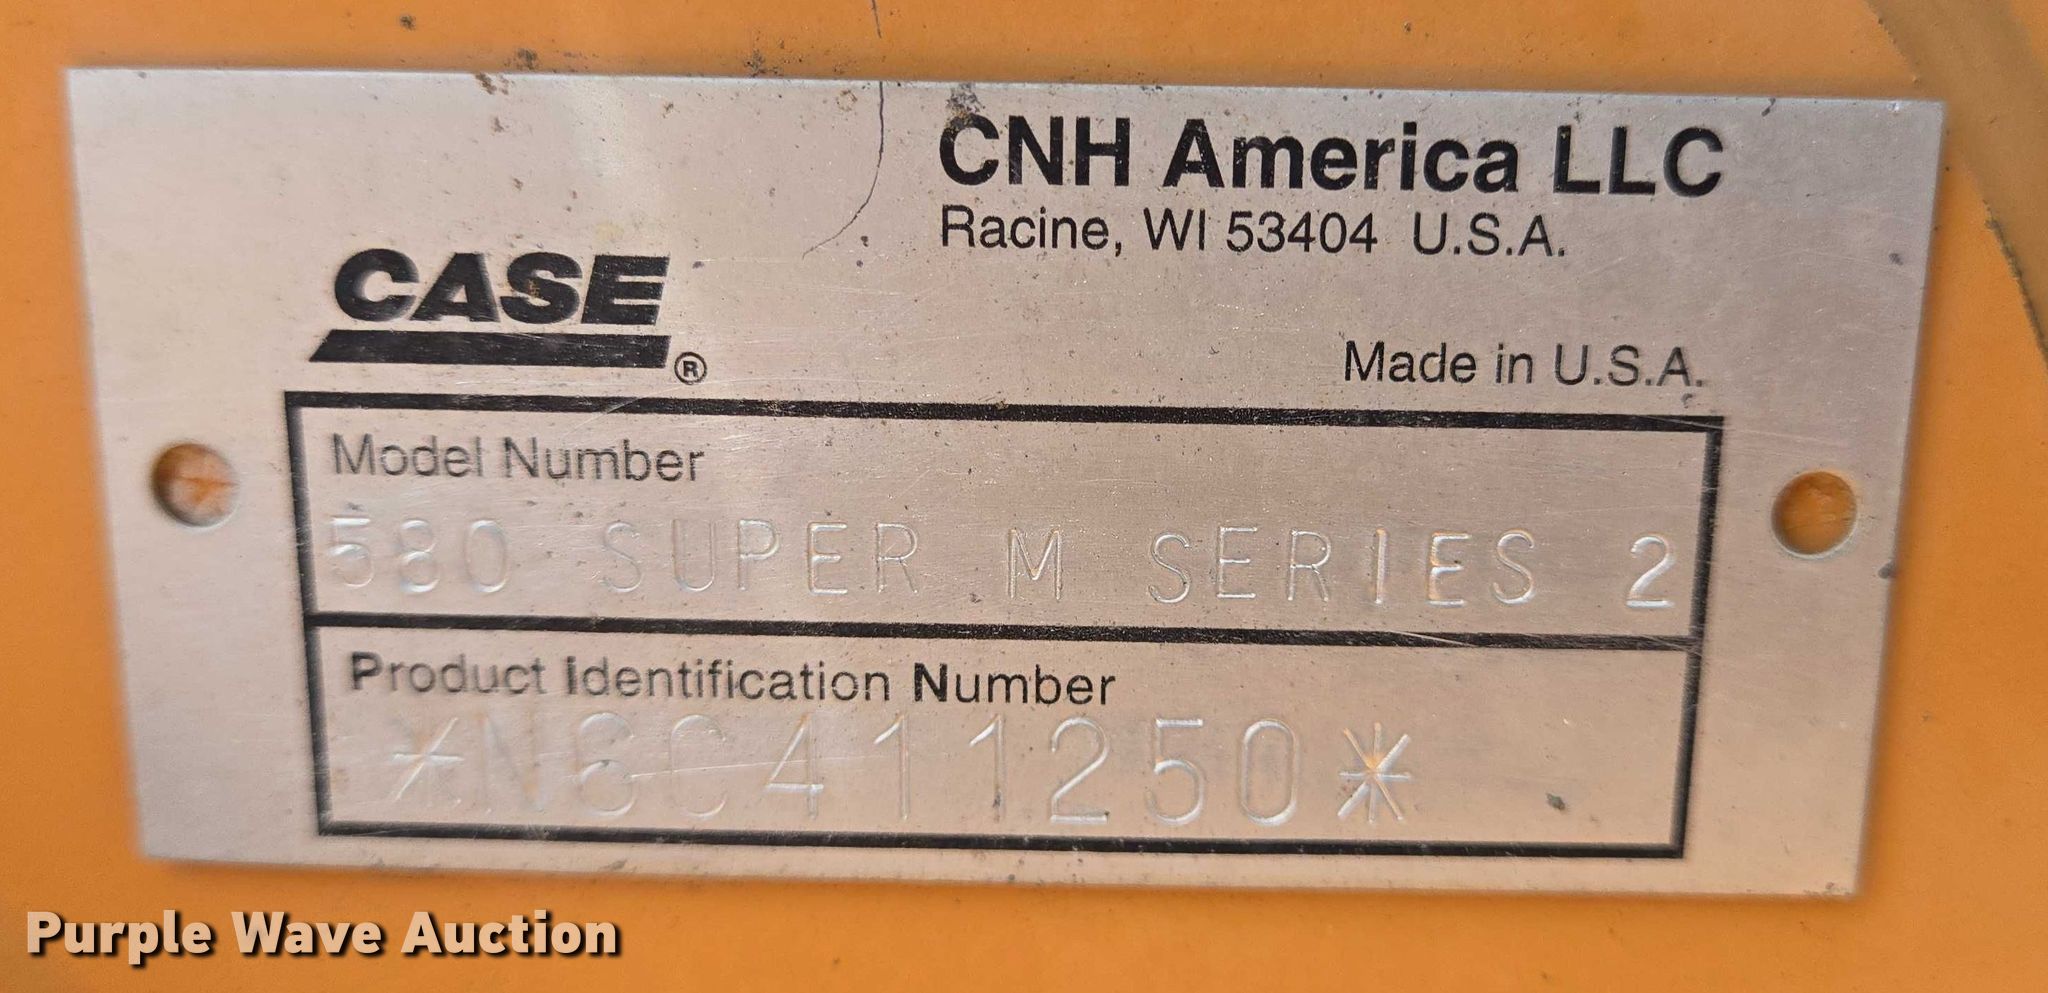 CNH America LLC
Racine, WI 53404 U.S.A.
CASE
®
Made in U.S.A.
Model Number
580 SUPER M SERIES 2
Product Identification Number
*N6C411250*
Purple Wave Auction